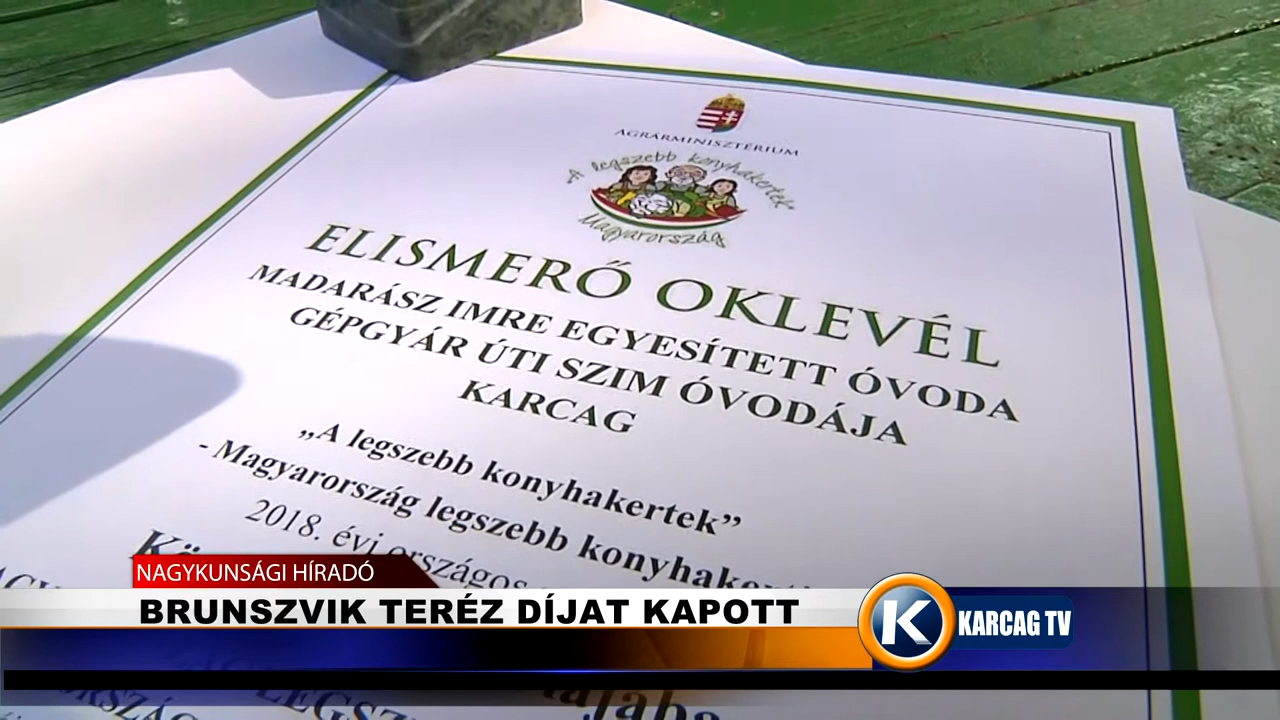 AGRÁRMINISZTÉRIUM
"A legszebb konyhakertek"
Magyarország
ELISMERŐ OKLEVÉL
MADARÁSZ IMRE EGYESÍTETT ÓVODA
GÉPGYÁR ÚTI SZIM ÓVODÁJA
KARCAG
„A legszebb konyhakertek”
- Magyarország legszebb konyhakertj
2018. évi országos
NAGYKUNSÁGI HÍRADÓ
BRUNSZVIK TERÉZ DÍJAT KAPOTT
K KARCAG TV